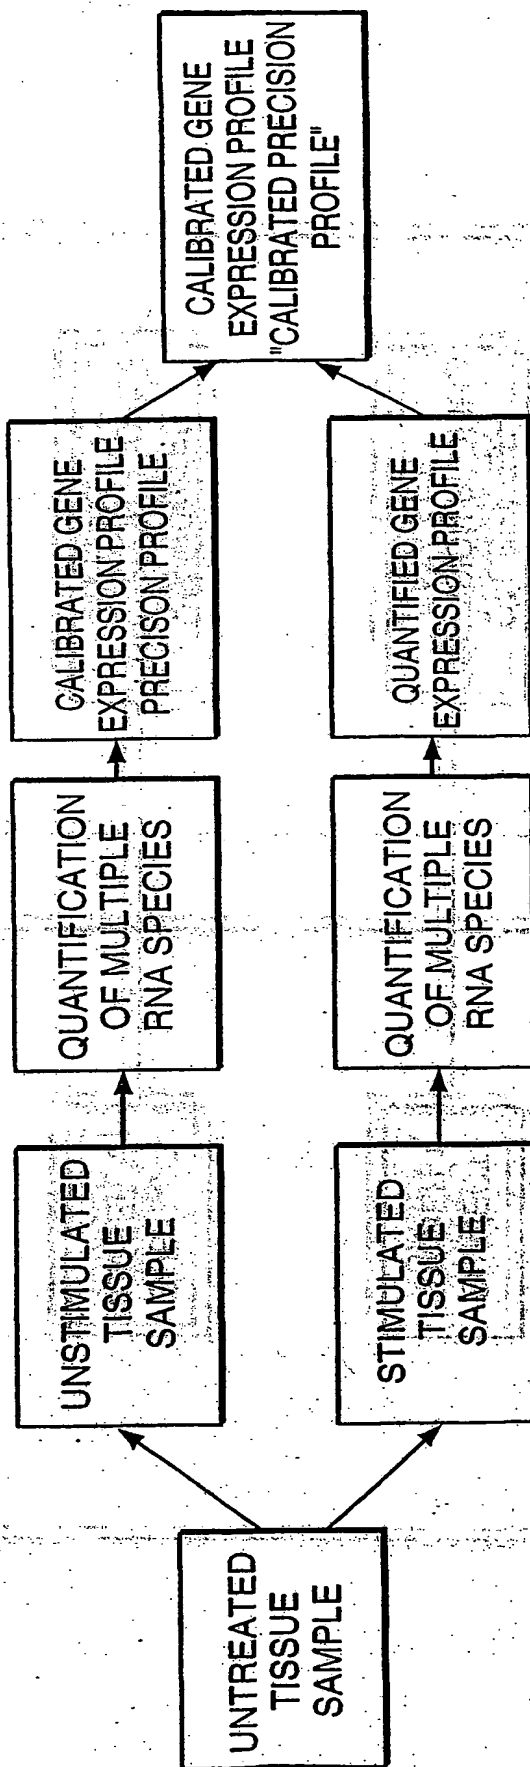 UNTREATED
TISSUE
SAMPLE
UNSTIMULATED
TISSUE
SAMPLE
QUANTIFICATION
OF MULTIPLE
RNA SPECIES
CALIBRATED GENE
EXPRESSION PROFILE
PRECISON PROFILE.
STIMULATED
TISSUE
SAMPLE
QUANTIFICATION
OF MULTIPLE
RNA SPECIES
QUANTIFIED GENE
EXPRESSION PROFILE
CALIBRATED GENE
EXPRESSION PROFILE
"CALIBRATED PRECISION
PROFILE"